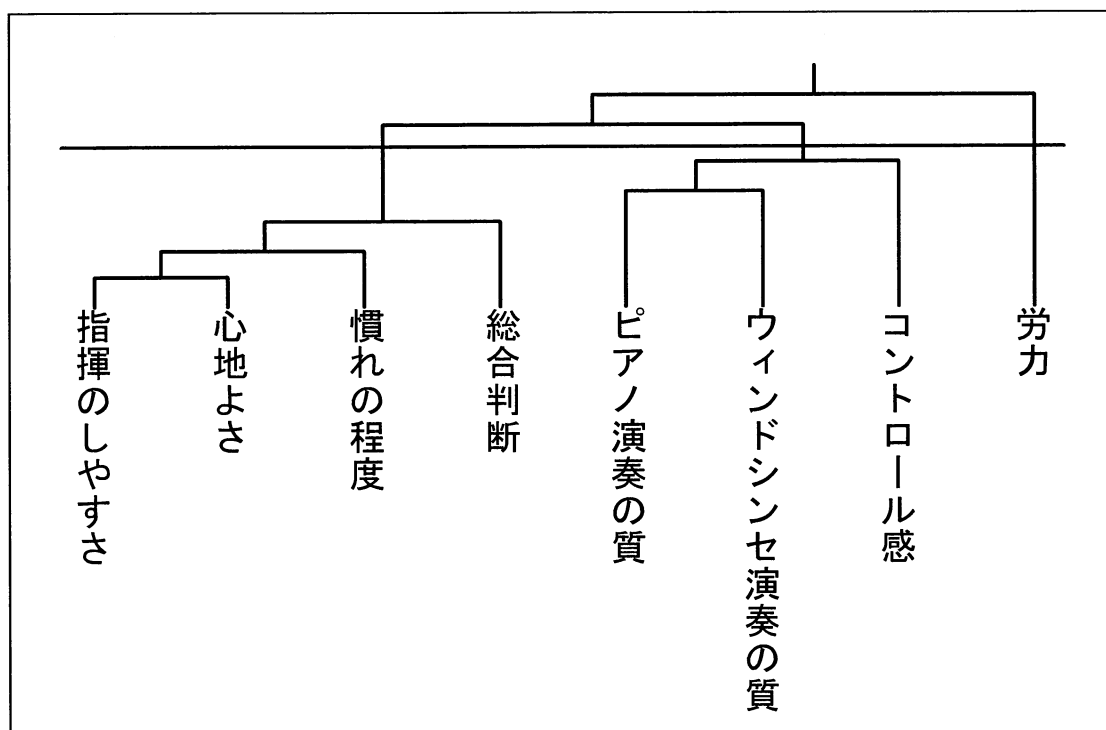 指揮のしやすさ
心地よさ
慣れの程度
総合判断
ピアノ演奏の質
ウィンドシンセ演奏の質
コントロール感
労力